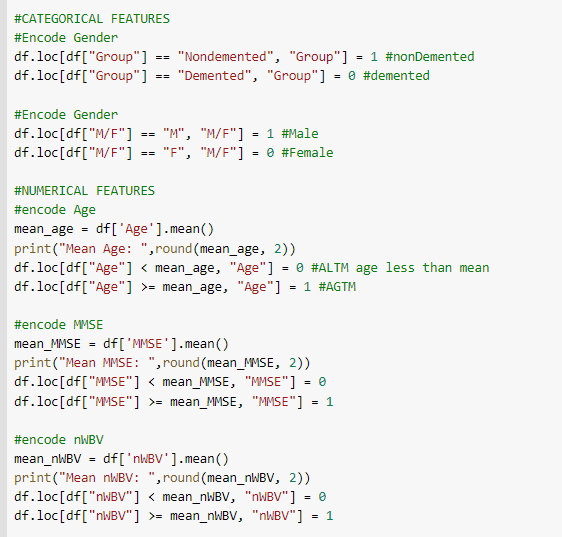 #CATEGORICAL FEATURES
#Encode Gender
df.loc[df["Group"] == "Nondemented", "Group"] = 1 #nonDemented
df.loc[df["Group"] == "Demented", "Group"] = 0 #demented

#Encode Gender
df.loc[df["M/F"] == "M", "M/F"] = 1 #Male
df.loc[df["M/F"] == "F", "M/F"] = 0 #Female

#NUMERICAL FEATURES
#encode Age
mean_age = df['Age'].mean()
print("Mean Age: ",round(mean_age, 2))
df.loc[df["Age"] < mean_age, "Age"] = 0 #ALTM age less than mean
df.loc[df["Age"] >= mean_age, "Age"] = 1 #AGTM

#encode MMSE
mean_MMSE = df['MMSE'].mean()
print("Mean MMSE: ",round(mean_MMSE, 2))
df.loc[df["MMSE"] < mean_MMSE, "MMSE"] = 0
df.loc[df["MMSE"] >= mean_MMSE, "MMSE"] = 1

#encode nWBV
mean_nWBV = df['nWBV'].mean()
print("Mean nWBV: ",round(mean_nWBV, 2))
df.loc[df["nWBV"] < mean_nWBV, "nWBV"] = 0
df.loc[df["nWBV"] >= mean_nWBV, "nWBV"] = 1